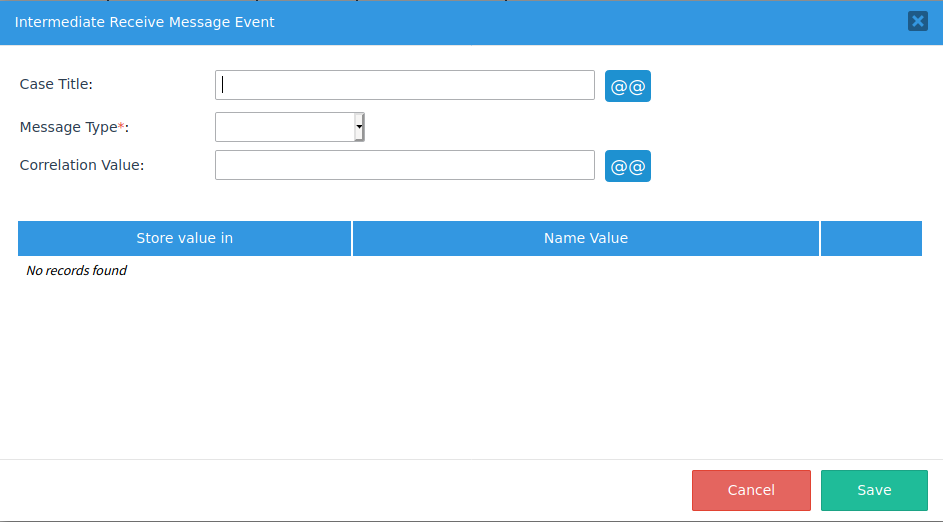 Intermediate Receive Message Event
Case Title:
@@
Message Type*:
Correlation Value:
@@
Store value in Name Value
No records found
Cancel Save